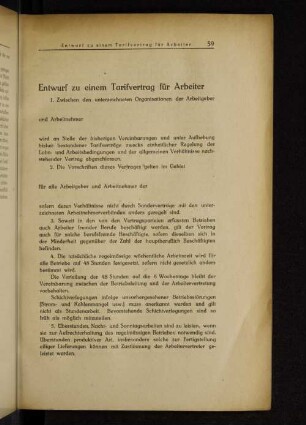 Entwurf zu einem Tarifvertrag für Arbeiter 59
Entwurf zu einem Tarifvertrag für Arbeiter
1. Zwischen den unterzeichneten Organisationen der Arbeitgeber
und Arbeitnehmer
wird an Stelle der bisherigen Vereinbarungen und unter Aufhebung
bisher bestandener Tarifverträge zwecks einheitlicher Regelung der
Lohn- und Arbeitsbedingungen und der allgemeinen Verhältnisse nach-
stehender Vertrag abgeschlossen.
2. Die Vorschriften dieses Vertrages gelten im Gebiet
für alle Arbeitgeber und Arbeitnehmer der
sofern deren Verhältnisse nicht durch Sonderverträge mit den unter-
zeichneten Arbeitnehmerverbänden anders geregelt sind.
3. Soweit in den von den Vertragspartnern erfassten Betrieben
auch Arbeiter fremder Berufe beschäftigt werden, gilt der Vertrag
auch für solche berufsfremde Beschäftigte, sofern dieselben sich in
der Minderheit gegenüber der Zahl der hauptberuflich Beschäftigten
befinden.
4. Die tatsächliche regelmäßige wöchentliche Arbeitszeit wird für
alle Betriebe auf 48 Stunden festgesetzt, sofern nicht tariflich anders
bestimmt wird.
Die Verteilung der 48 Stunden auf die 6 Wochentage bleibt der
Vereinbarung zwischen der Betriebsleitung und der Arbeitervertretung
vorbehalten.
Schichtverlegungen infolge unvorhergesehener Betriebsstörungen
(Strom- und Kohlenmangel usw.) muss anerkannt werden und gilt
nicht als Stundenarbeit. Bevorstehende Schichtverlegungen sind so
früh als möglich mitzuteilen.
5. Überstunden, Nacht- und Sonntagsarbeiten sind zu leisten, wenn
sie zur Aufrechterhaltung des regelmäßigen Betriebes notwendig sind.
Überstunden produktiver Art, insbesondere solche zur Fertigstellung
eiliger Lieferungen können mit Zustimmung der Arbeitervertreter ge-
leistet werden.